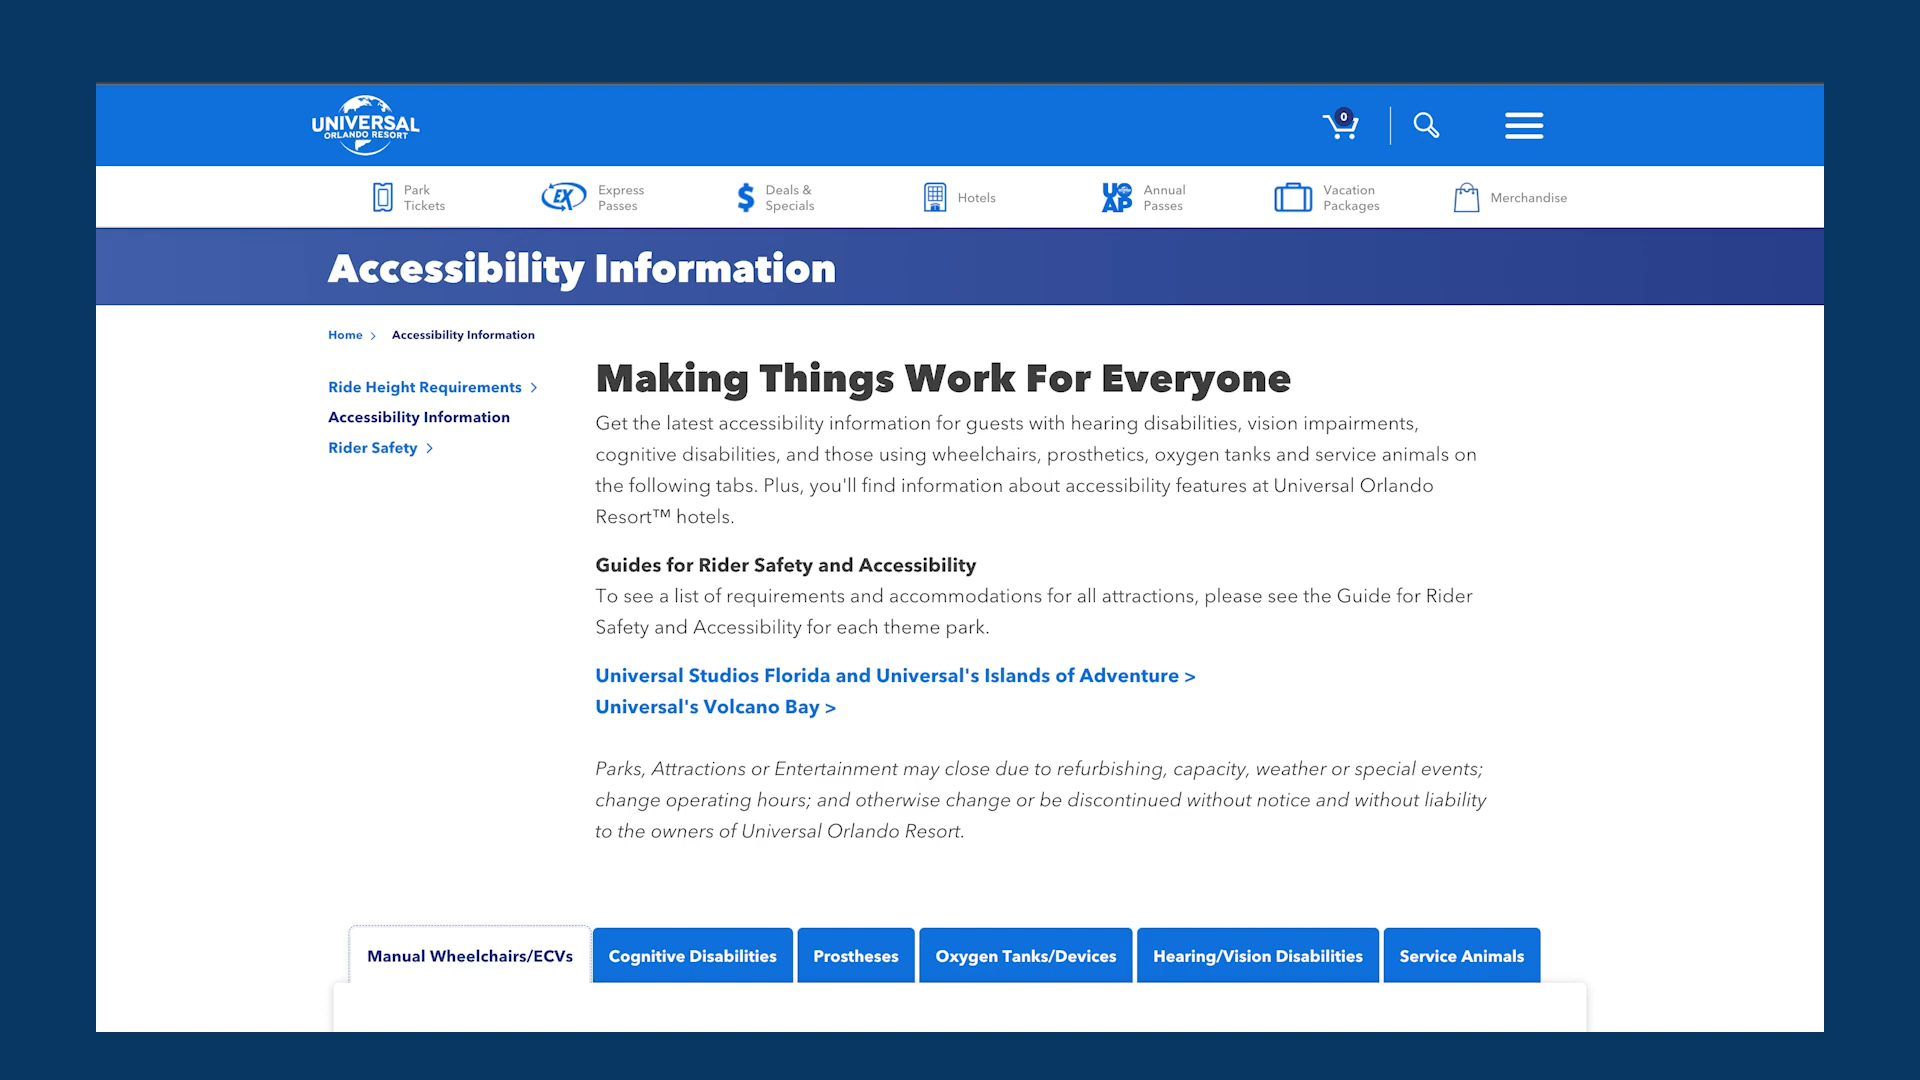 UNIVERSAL
ORLANDO RESORT
0
Park
Tickets
EX
Express
Passes
$
Deals &
Specials
Hotels
UOAP
Annual
Passes
Vacation
Packages
Merchandise
Accessibility Information
Home > Accessibility Information
Ride Height Requirements >
Accessibility Information
Rider Safety >
Making Things Work For Everyone
Get the latest accessibility information for guests with hearing disabilities, vision impairments,
cognitive disabilities, and those using wheelchairs, prosthetics, oxygen tanks and service animals on
the following tabs. Plus, you'll find information about accessibility features at Universal Orlando
Resort™ hotels.
Guides for Rider Safety and Accessibility
To see a list of requirements and accommodations for all attractions, please see the Guide for Rider
Safety and Accessibility for each theme park.
Universal Studios Florida and Universal's Islands of Adventure >
Universal's Volcano Bay >
Parks, Attractions or Entertainment may close due to refurbishing, capacity, weather or special events;
change operating hours; and otherwise change or be discontinued without notice and without liability
to the owners of Universal Orlando Resort.
Manual Wheelchairs/ECVs
Cognitive Disabilities
Prostheses
Oxygen Tanks/Devices
Hearing/Vision Disabilities
Service Animals